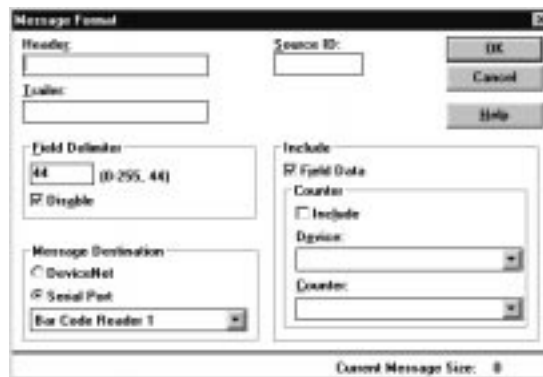 Message Format
Header:
Source ID:
OK
Trailer:
Cancel
Help
Field Delimiter
44 (0-255, 44)
Disable
Include
Field Data
Counter
Include
Device:
Counter:
Message Destination
DeviceNet
Serial Port
Bar Code Reader 1
Current Message Size: 0